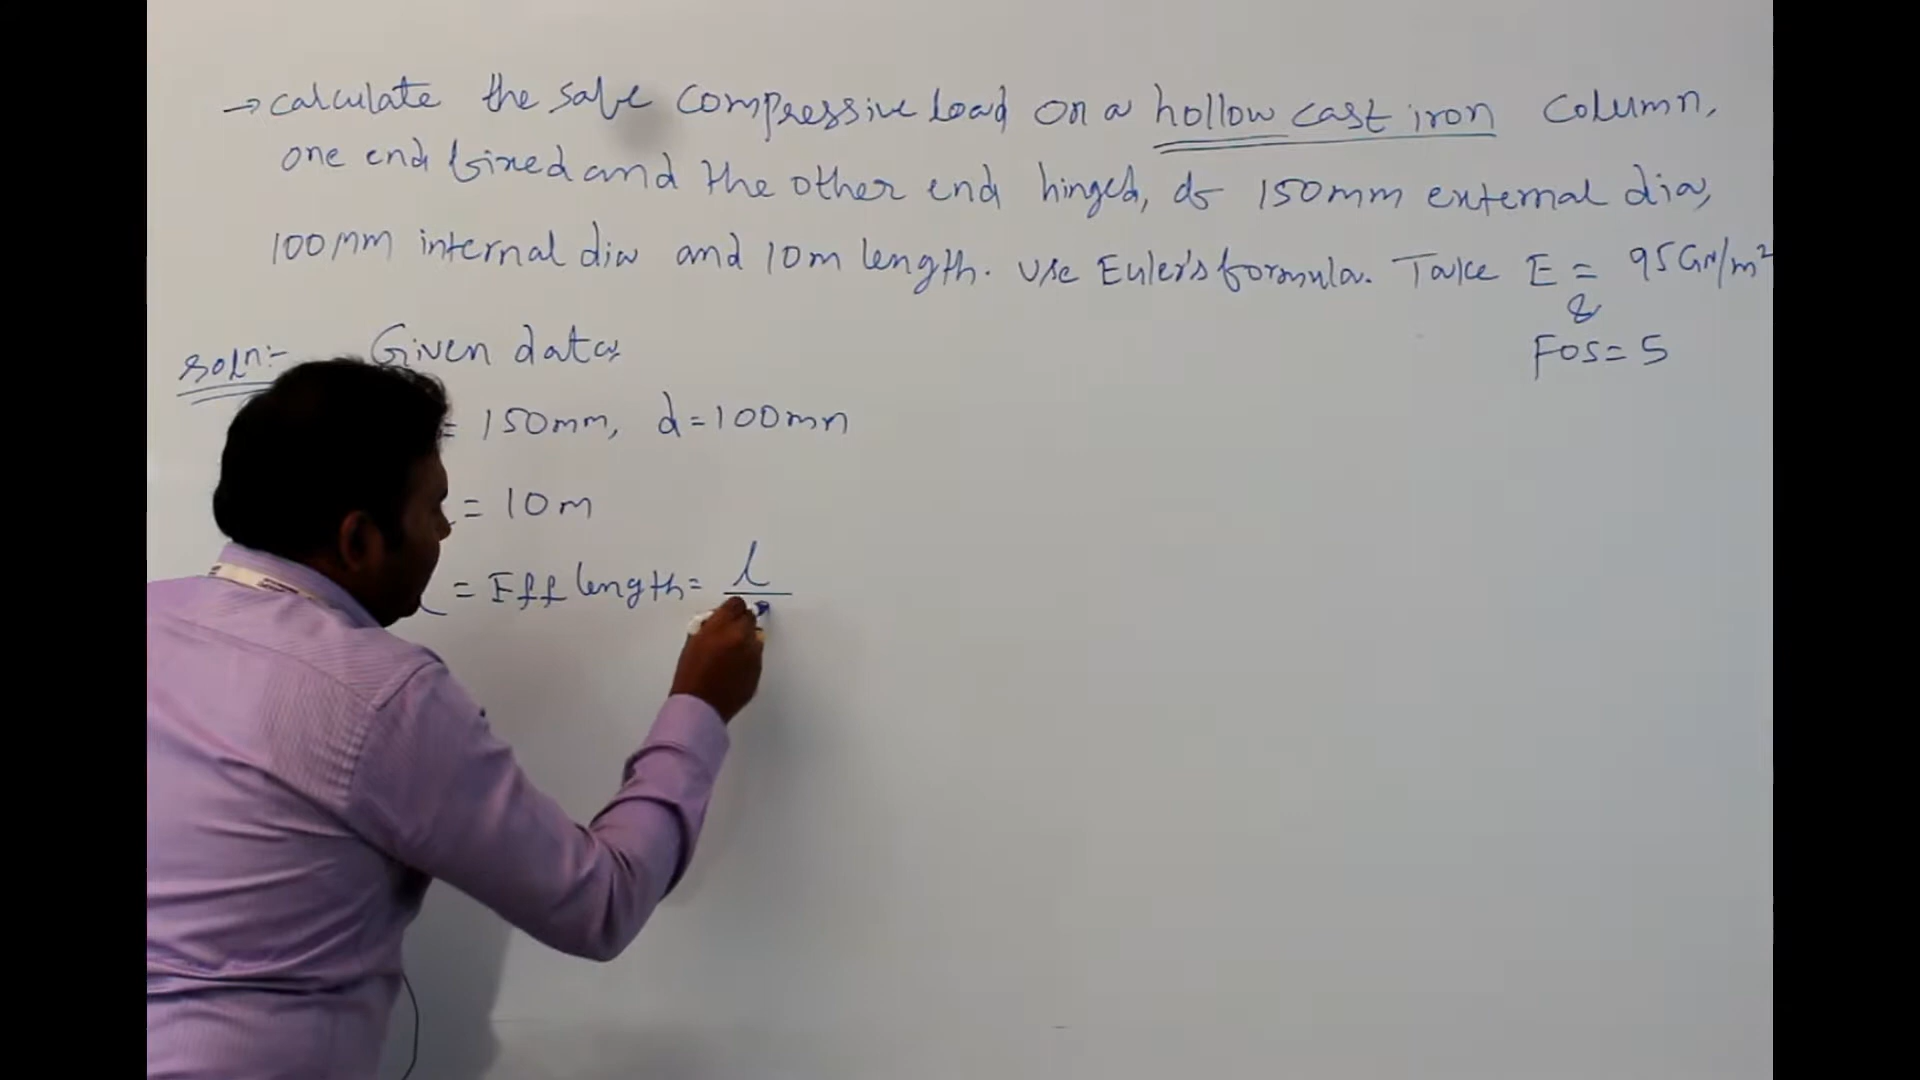 → calculate the safe compressive load on a hollow cast iron column,
one end fixed and the other end hinged, of 150mm external dia,
100mm internal dia and 10m length. Use Euler's formula. Take E = 95GN/m²
&
FOS = 5
Soln:- Given data
= 150mm, d = 100mm
= 10m
= Eff length = l